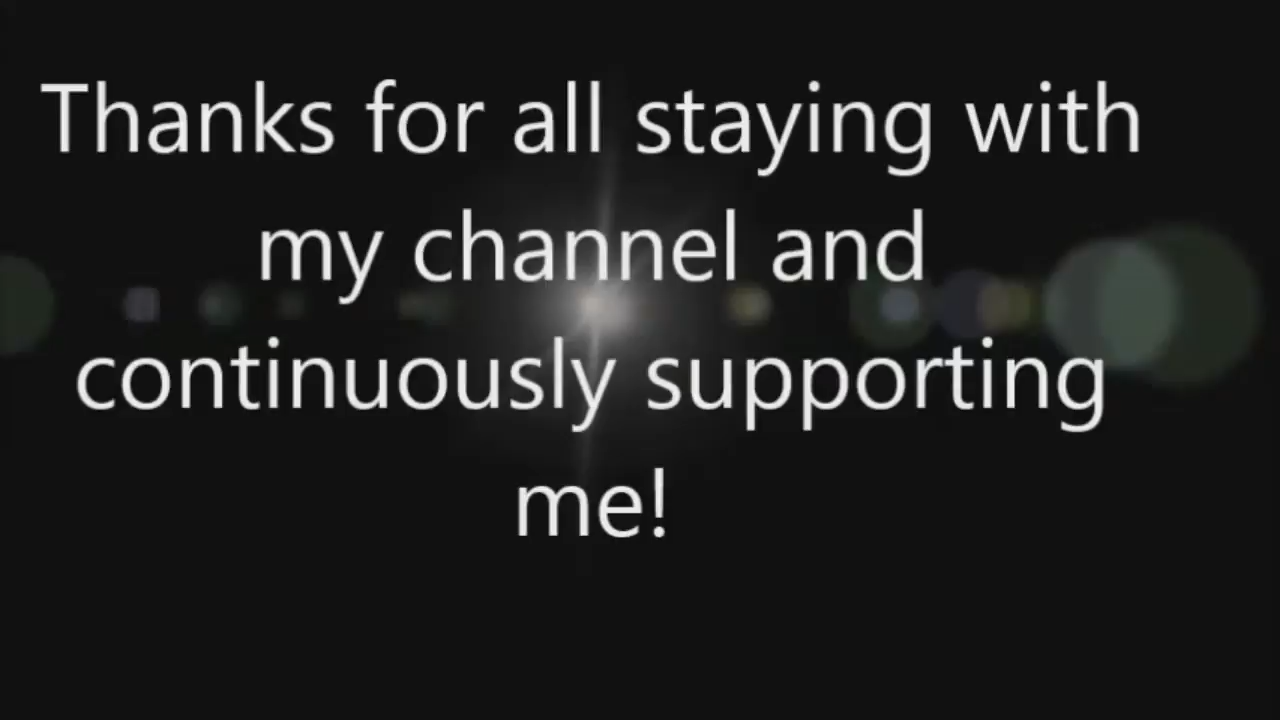 Thanks for all staying with
my channel and
continuously supporting
me!